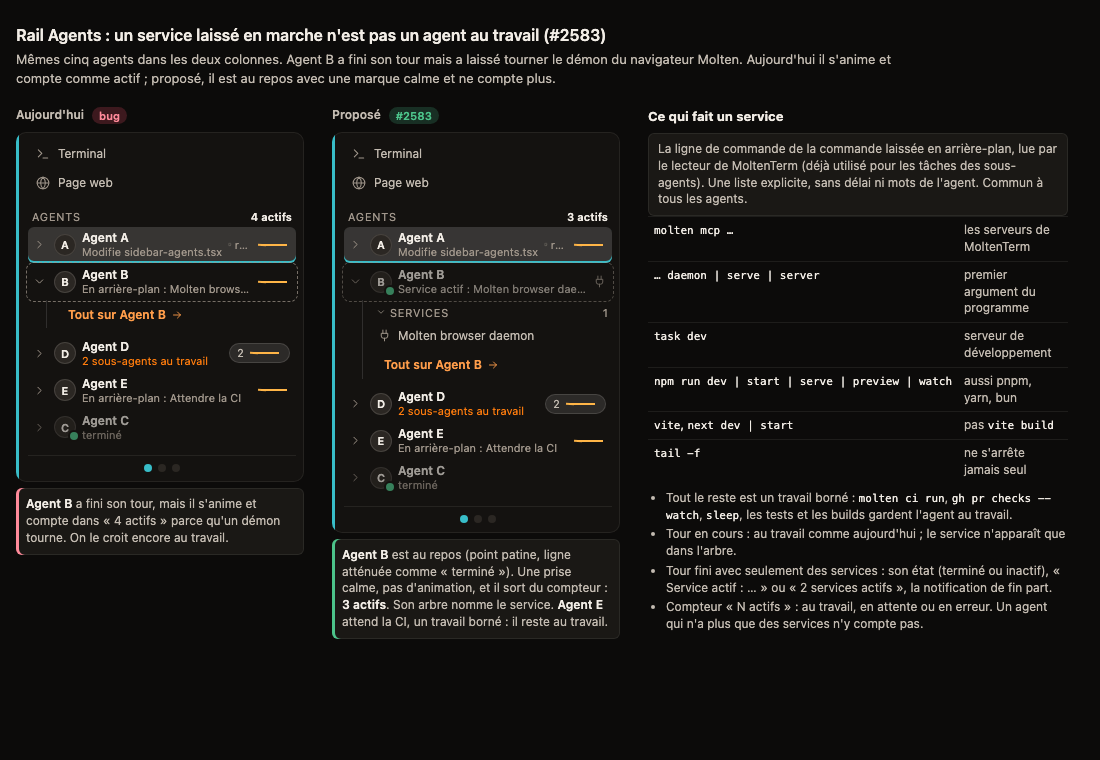 Rail Agents : un service laissé en marche n'est pas un agent au travail (#2583)
Mêmes cinq agents dans les deux colonnes. Agent B a fini son tour mais a laissé tourner le démon du navigateur Molten. Aujourd'hui il s'anime et
compte comme actif ; proposé, il est au repos avec une marque calme et ne compte plus.
Aujourd'hui bug
Terminal
Page web
AGENTS 4 actifs
A Agent A
Modifie sidebar-agents.tsx r…
B Agent B
En arrière-plan : Molten brows…
Tout sur Agent B →
D Agent D
2 sous-agents au travail 2
E Agent E
En arrière-plan : Attendre la CI
C Agent C
terminé
Agent B a fini son tour, mais il s'anime et
compte dans « 4 actifs » parce qu'un démon
tourne. On le croit encore au travail.
Proposé #2583
Terminal
Page web
AGENTS 3 actifs
A Agent A
Modifie sidebar-agents.tsx r…
B Agent B
Service actif : Molten browser dae…
SERVICES 1
Molten browser daemon
Tout sur Agent B →
D Agent D
2 sous-agents au travail 2
E Agent E
En arrière-plan : Attendre la CI
C Agent C
terminé
Agent B est au repos (point patine, ligne
atténuée comme « terminé »). Une prise
calme, pas d'animation, et il sort du compteur :
3 actifs. Son arbre nomme le service. Agent E
attend la CI, un travail borné : il reste au travail.
Ce qui fait un service
La ligne de commande de la commande laissée en arrière-plan, lue par
le lecteur de MoltenTerm (déjà utilisé pour les tâches des sous-
agents). Une liste explicite, sans délai ni mots de l'agent. Commun à
tous les agents.
molten mcp … les serveurs de
MoltenTerm
… daemon | serve | server premier
argument du
programme
task dev serveur de
développement
npm run dev | start | serve | preview | watch aussi pnpm,
yarn, bun
vite, next dev | start pas vite build
tail -f ne s'arrête
jamais seul
• Tout le reste est un travail borné : molten ci run, gh pr checks --
watch, sleep, les tests et les builds gardent l'agent au travail.
• Tour en cours : au travail comme aujourd'hui ; le service n'apparaît que
dans l'arbre.
• Tour fini avec seulement des services : son état (terminé ou inactif), «
Service actif : … » ou « 2 services actifs », la notification de fin part.
• Compteur « N actifs » : au travail, en attente ou en erreur. Un agent
qui n'a plus que des services n'y compte pas.